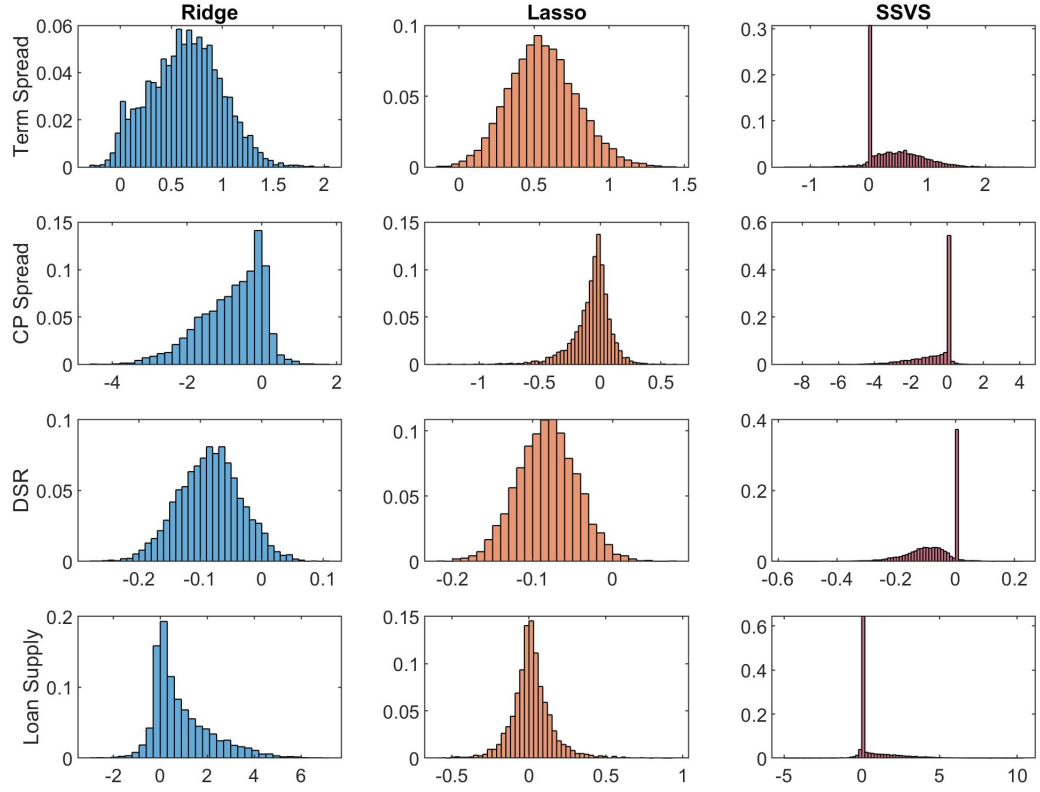 Ridge Lasso SSVS
Term Spread
0.06 0.04 0.02 0
0 0.5 1 1.5 2
0.1 0.05 0
0 0.5 1 1.5
0.3 0.2 0.1 0
-1 0 1 2
CP Spread
0.15 0.1 0.05 0
-4 -2 0 2
0.15 0.1 0.05 0
-1 -0.5 0 0.5
0.6 0.4 0.2 0
-8 -6 -4 -2 0 2 4
DSR
0.1 0.05 0
-0.2 -0.1 0 0.1
0.1 0.05 0
-0.2 -0.1 0
0.4 0.2 0
-0.6 -0.4 -0.2 0 0.2
Loan Supply
0.2 0.1 0
-2 0 2 4 6
0.15 0.1 0.05 0
-0.5 0 0.5 1
0.6 0.4 0.2 0
-5 0 5 10